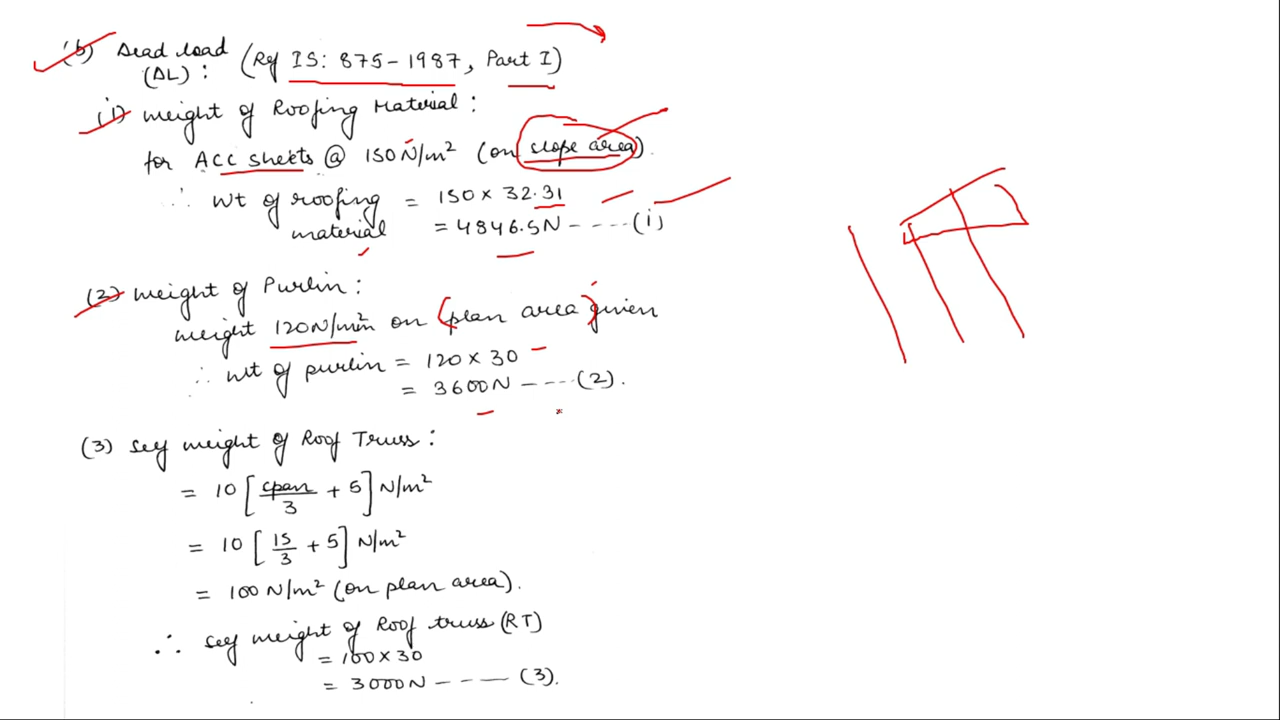 (b) Dead load (Ref IS: 875-1987, Part I)
(DL) :
(i) Weight of Roofing Material :
for ACC sheets @ 150 N/m² (on slope area).
∴ Wt of roofing material = 150 × 32.31
= 4846.5N ----- (i)
(2) Weight of Purlin :
weight 120N/m² on (plan area) given
∴ Wt of purlin = 120 × 30
= 3600N ----- (2).
(3) Self weight of Roof Truss :
= 10 [span/3 + 5] N/m²
= 10 [15/3 + 5] N/m²
= 100 N/m² (on plan area).
∴ Self weight of Roof truss (RT)
= 100 × 30
= 3000N ----- (3).